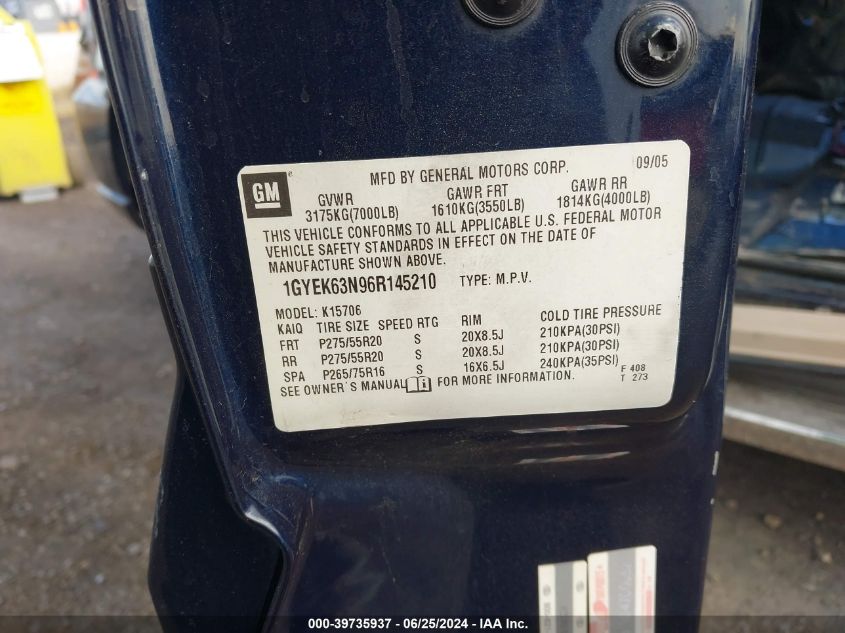 GM
MFD BY GENERAL MOTORS CORP. 09/05
GVWR GAWR FRT GAWR RR
3175KG(7000LB) 1610KG(3550LB) 1814KG(4000LB)
THIS VEHICLE CONFORMS TO ALL APPLICABLE U.S. FEDERAL MOTOR
VEHICLE SAFETY STANDARDS IN EFFECT ON THE DATE OF
MANUFACTURE SHOWN ABOVE.
1GYEK63N96R145210 TYPE: M.P.V.
MODEL: K15706
KAIQ TIRE SIZE SPEED RTG RIM COLD TIRE PRESSURE
FRT P275/55R20 S 20X8.5J 210KPA(30PSI)
RR P275/55R20 S 20X8.5J 210KPA(30PSI)
SPA P265/75R16 S 16X6.5J 240KPA(35PSI)
SEE OWNER'S MANUAL FOR MORE INFORMATION.
F 408
T 273
000-39735937 - 06/25/2024 - IAA Inc.